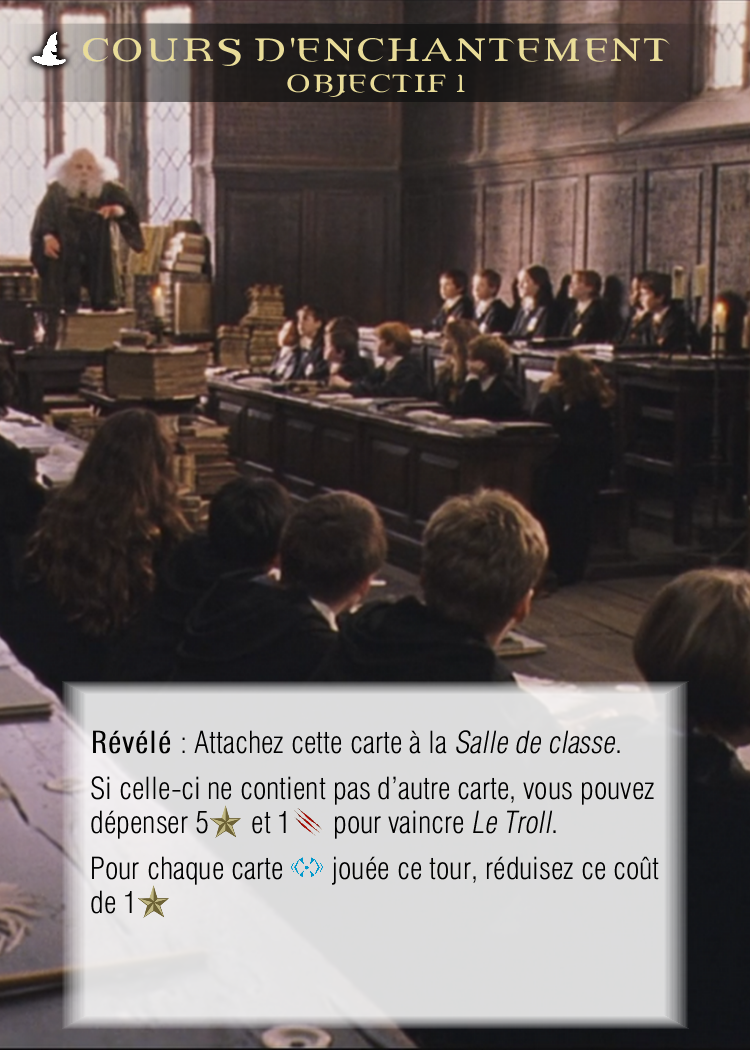 COURS D'ENCHANTEMENT
OBJECTIF 1
Révélé : Attachez cette carte à la Salle de classe.
Si celle-ci ne contient pas d’autre carte, vous pouvez
dépenser 5 et 1 pour vaincre Le Troll.
Pour chaque carte jouée ce tour, réduisez ce coût
de 1